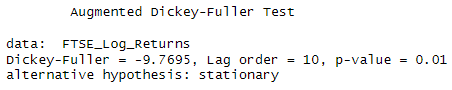 Augmented Dickey-Fuller Test
data:  FTSE_Log_Returns
Dickey-Fuller = -9.7695, Lag order = 10, p-value = 0.01
alternative hypothesis: stationary